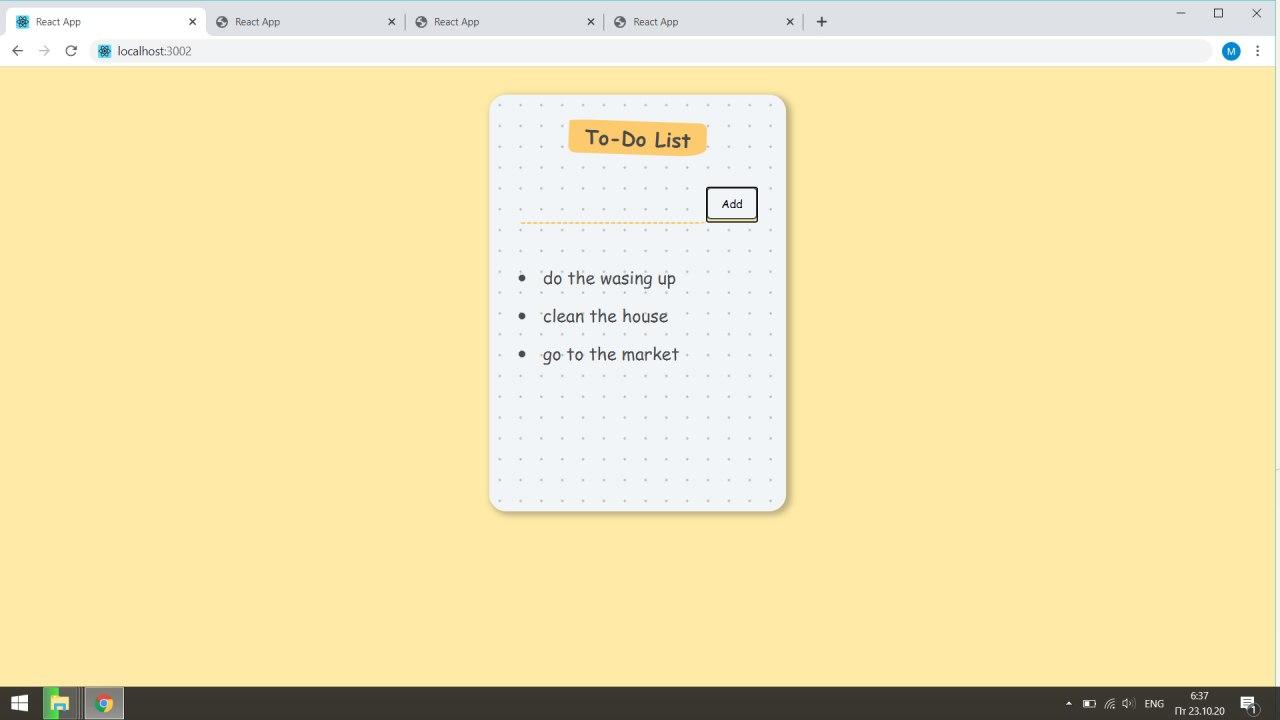 React App
React App
React App
React App
localhost:3002
M
To-Do List
Add
do the wasing up
clean the house
go to the market
ENG
6:37
Пт 23.10.20
1